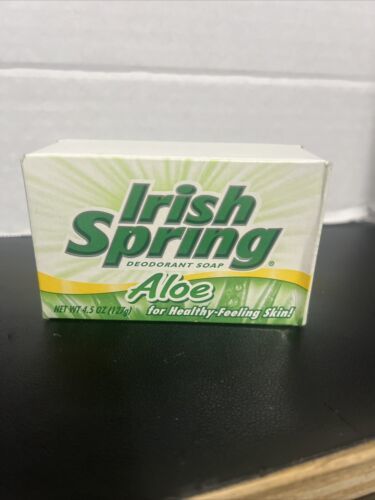 Irish
Spring®
DEODORANT SOAP
Aloe
NET WT 4.5 OZ (127g)
for Healthy-Feeling Skin!